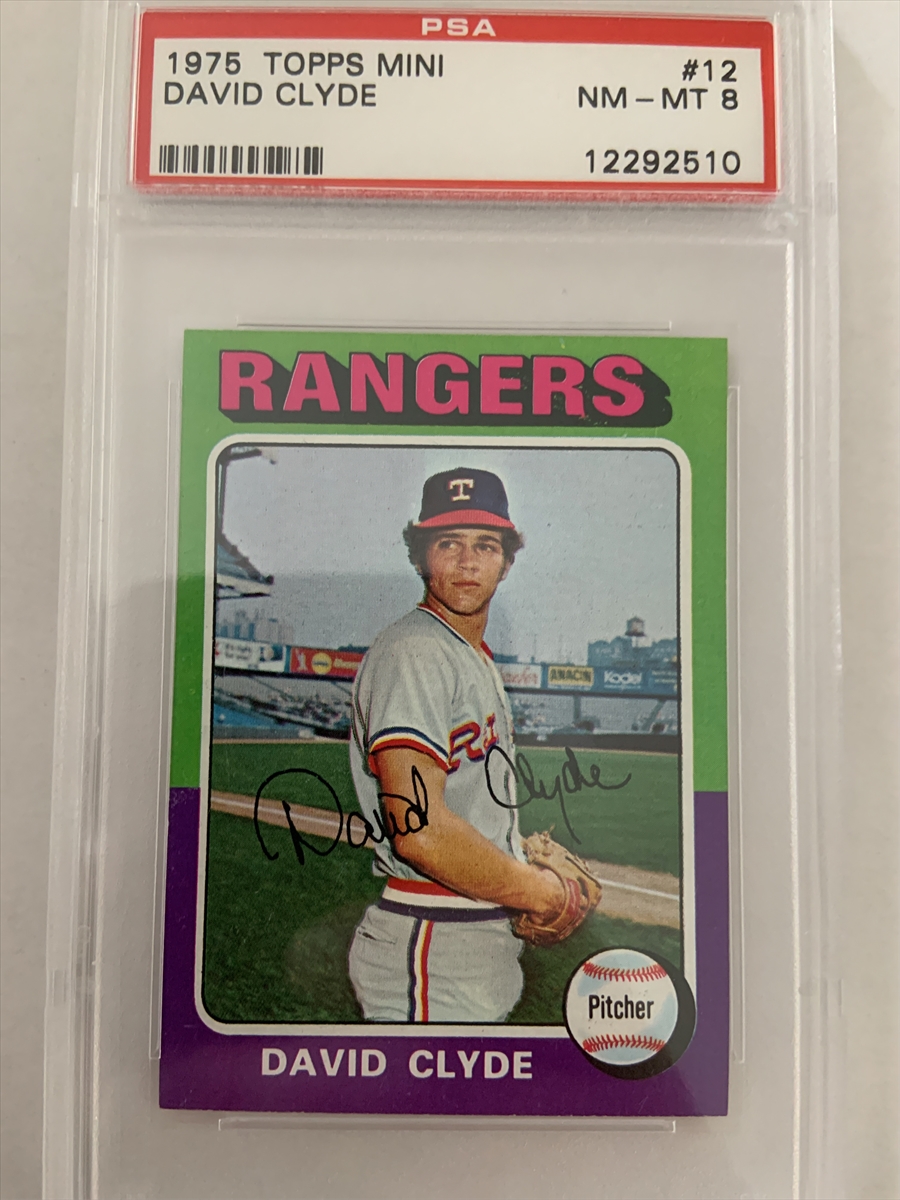 PSA
1975 TOPPS MINI #12
DAVID CLYDE NM-MT 8
12292510
RANGERS
T
ANACIN
Kodel
Ra
David Clyde
Pitcher
DAVID CLYDE